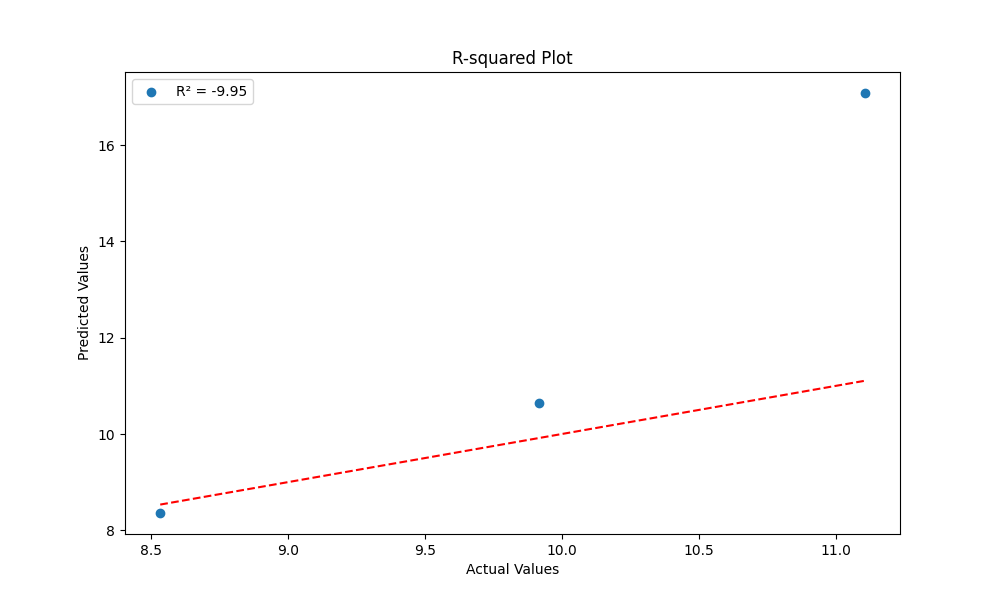 R-squared Plot
R² = -9.95
Predicted Values
16
14
12
10
8
8.5 9.0 9.5 10.0 10.5 11.0
Actual Values